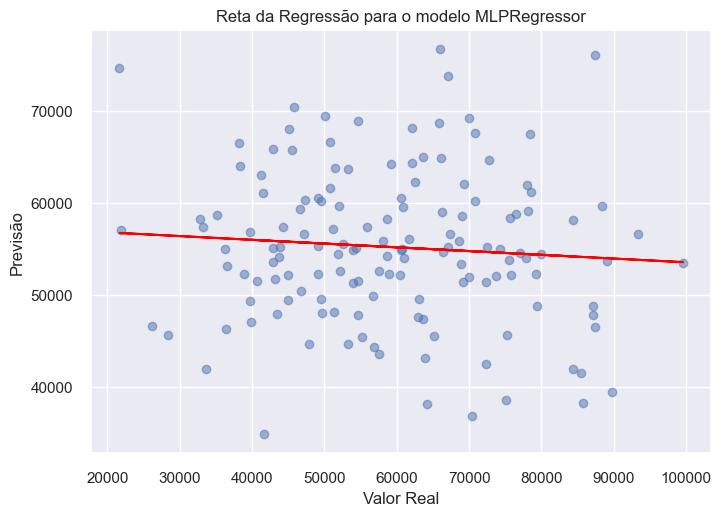 Reta da Regressão para o modelo MLPRegressor
Previsão
70000
60000
50000
40000
20000 30000 40000 50000 60000 70000 80000 90000 100000
Valor Real